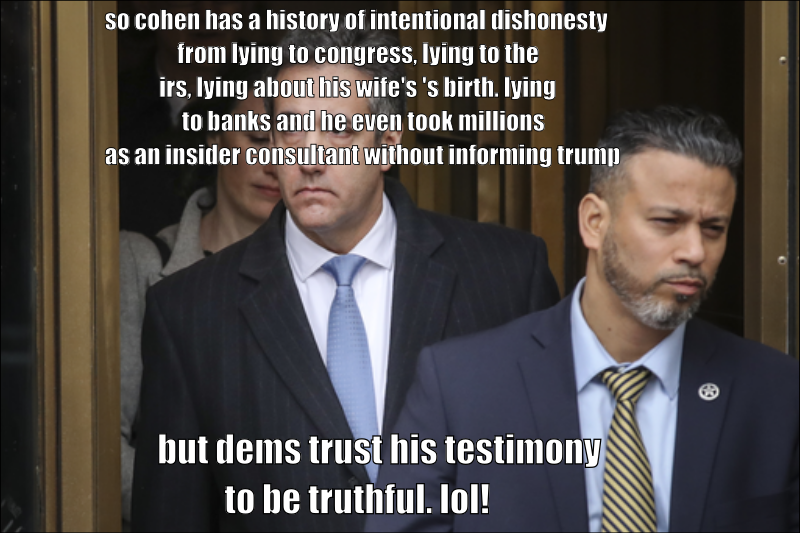 so cohen has a history of intentional dishonesty
from lying to congress, lying to the
irs, lying about his wife's 's birth. lying
to banks and he even took millions
as an insider consultant without informing trump
but dems trust his testimony
to be truthful. lol!